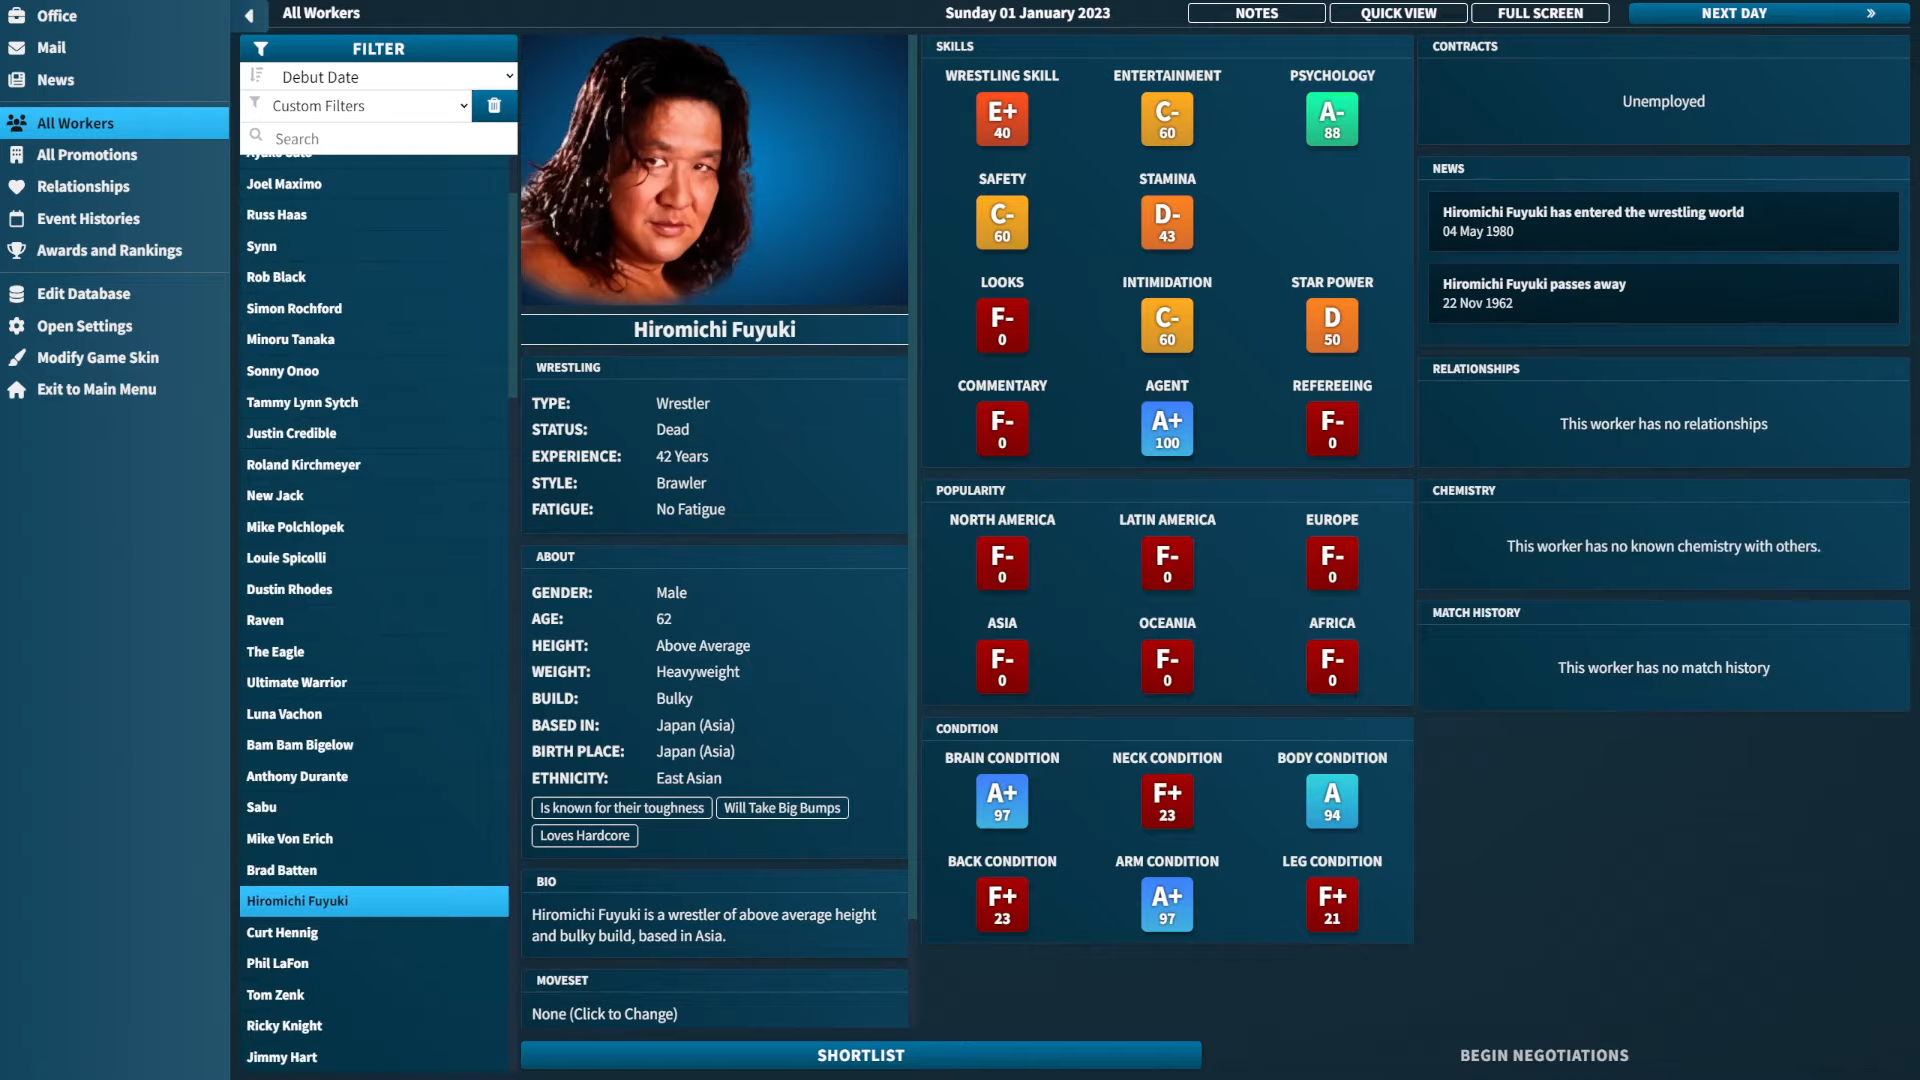 Office
Mail
News
All Workers
All Promotions
Relationships
Event Histories
Awards and Rankings
Edit Database
Open Settings
Modify Game Skin
Exit to Main Menu
All Workers
Sunday 01 January 2023
NOTES
QUICK VIEW
FULL SCREEN
NEXT DAY
FILTER
Debut Date
Custom Filters
Search
Joel Maximo
Russ Haas
Synn
Rob Black
Simon Rochford
Minoru Tanaka
Sonny Onoo
Tammy Lynn Sytch
Justin Credible
Roland Kirchmeyer
New Jack
Mike Polchlopek
Louie Spicolli
Dustin Rhodes
Raven
The Eagle
Ultimate Warrior
Luna Vachon
Bam Bam Bigelow
Anthony Durante
Sabu
Mike Von Erich
Brad Batten
Hiromichi Fuyuki
Curt Hennig
Phil LaFon
Tom Zenk
Ricky Knight
Jimmy Hart
Hiromichi Fuyuki
WRESTLING
TYPE: Wrestler
STATUS: Dead
EXPERIENCE: 42 Years
STYLE: Brawler
FATIGUE: No Fatigue
ABOUT
GENDER: Male
AGE: 62
HEIGHT: Above Average
WEIGHT: Heavyweight
BUILD: Bulky
BASED IN: Japan (Asia)
BIRTH PLACE: Japan (Asia)
ETHNICITY: East Asian
Is known for their toughness Will Take Big Bumps
Loves Hardcore
BIO
Hiromichi Fuyuki is a wrestler of above average height
and bulky build, based in Asia.
MOVESET
None (Click to Change)
SHORTLIST
SKILLS
WRESTLING SKILL ENTERTAINMENT PSYCHOLOGY
E+ C- A-
40 60 88
SAFETY STAMINA
C- D-
60 43
LOOKS INTIMIDATION STAR POWER
F- C- D
0 60 50
COMMENTARY AGENT REFEREEING
F- A+ F-
0 100 0
POPULARITY
NORTH AMERICA LATIN AMERICA EUROPE
F- F- F-
0 0 0
ASIA OCEANIA AFRICA
F- F- F-
0 0 0
CONDITION
BRAIN CONDITION NECK CONDITION BODY CONDITION
A+ F+ A
97 23 94
BACK CONDITION ARM CONDITION LEG CONDITION
F+ A+ F+
23 97 21
CONTRACTS
Unemployed
NEWS
Hiromichi Fuyuki has entered the wrestling world
04 May 1980
Hiromichi Fuyuki passes away
22 Nov 1962
RELATIONSHIPS
This worker has no relationships
CHEMISTRY
This worker has no known chemistry with others.
MATCH HISTORY
This worker has no match history
BEGIN NEGOTIATIONS